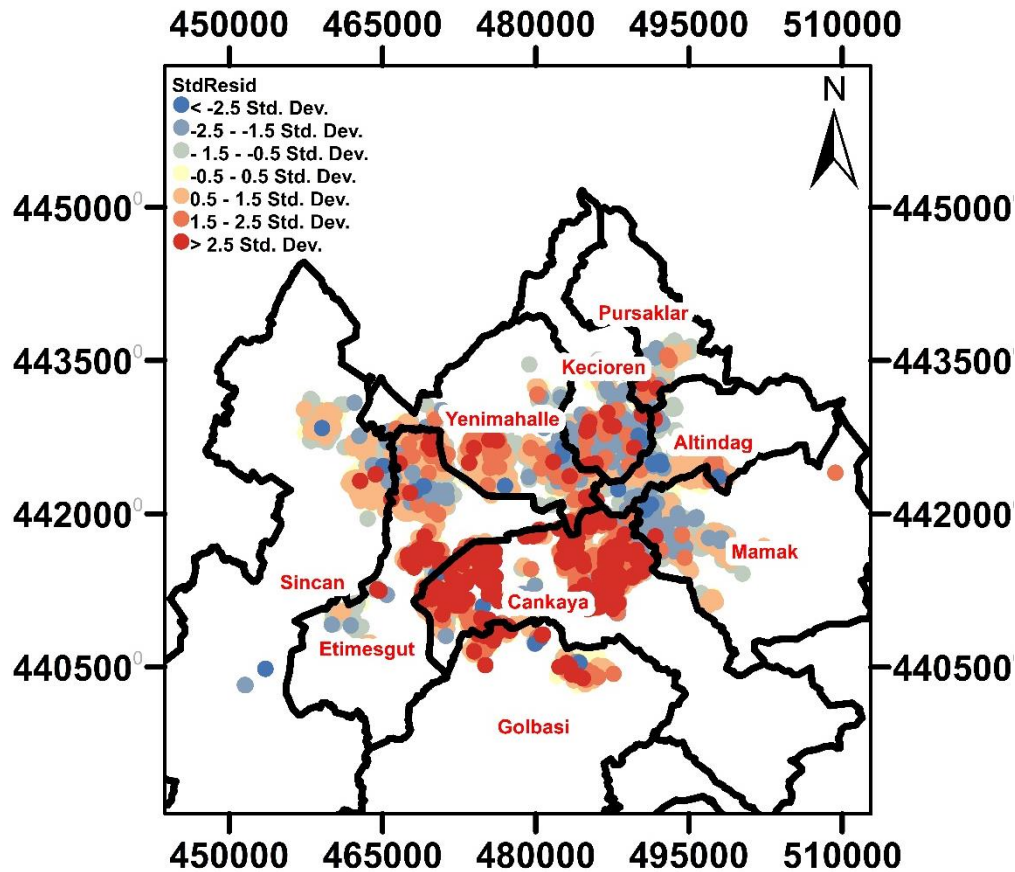 450000 465000 480000 495000 510000
StdResid
< -2.5 Std. Dev.
-2.5 - -1.5 Std. Dev.
- 1.5 - -0.5 Std. Dev.
-0.5 - 0.5 Std. Dev.
0.5 - 1.5 Std. Dev.
1.5 - 2.5 Std. Dev.
> 2.5 Std. Dev.
N
4450000 4450000
Pursaklar
4435000 4435000
Kecioren
Yenimahalle
Altindag
4420000 4420000
Mamak
Sincan
Cankaya
Etimesgut
4405000 4405000
Golbasi
450000 465000 480000 495000 510000